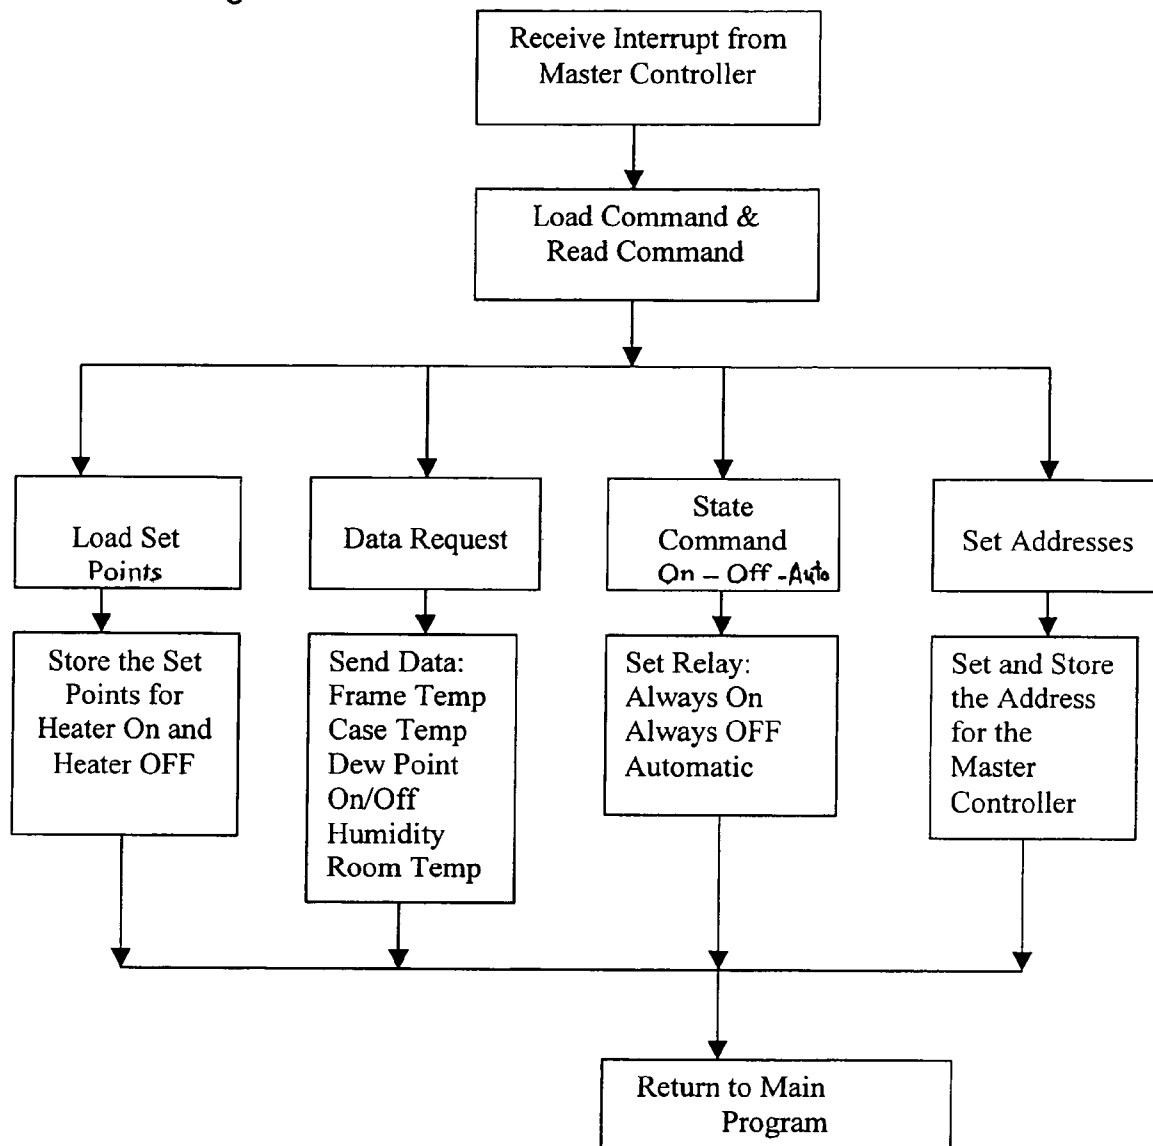 Receive Interrupt from
Master Controller
Load Command &
Read Command
Load Set
Points
Data Request
State
Command
On – Off -Auto
Set Addresses
Store the Set
Points for
Heater On and
Heater OFF
Send Data:
Frame Temp
Case Temp
Dew Point
On/Off
Humidity
Room Temp
Set Relay:
Always On
Always OFF
Automatic
Set and Store
the Address
for the
Master
Controller
Return to Main
Program